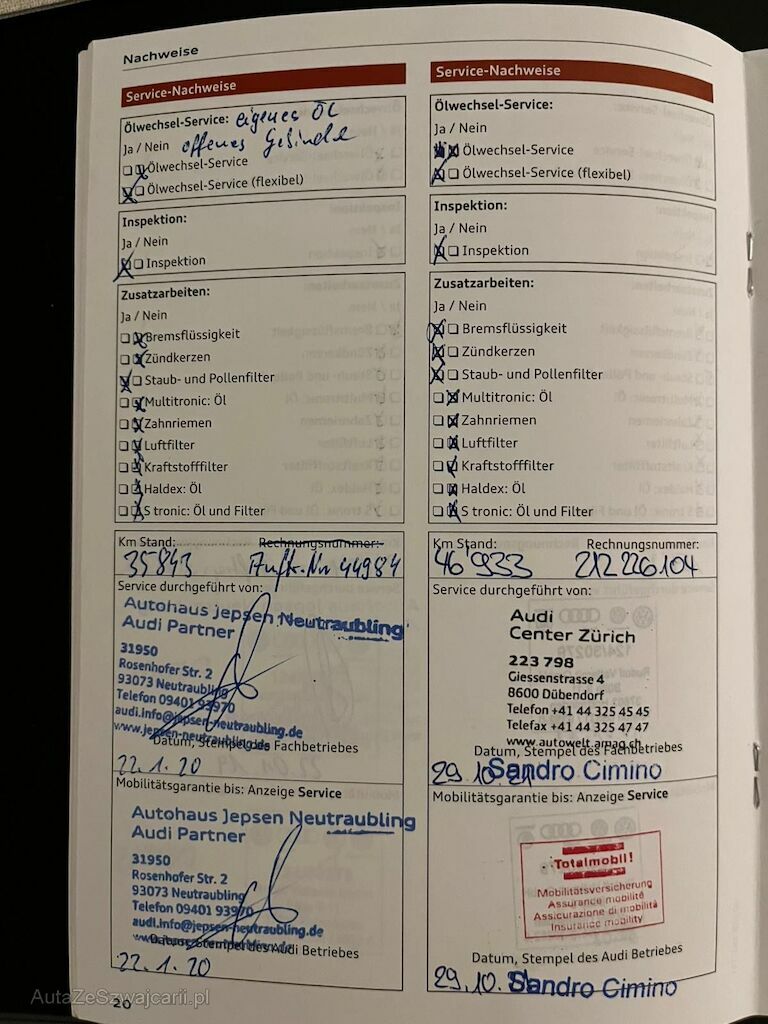 Nachweise
Service-Nachweise
Ölwechsel-Service: eigenes Öl
Ja / Nein offenes Gebinde
Ölwechsel-Service
Ölwechsel-Service (flexibel)
Inspektion:
Ja / Nein
Inspektion
Zusatzarbeiten:
Ja / Nein
Bremsflüssigkeit
Zündkerzen
Staub- und Pollenfilter
Multitronic: Öl
Zahnriemen
Luftfilter
Kraftstofffilter
Haldex: Öl
S tronic: Öl und Filter
Km Stand: Rechnungsnummer:
35843 Auftr.Nr 44984
Service durchgeführt von:
Autohaus Jepsen Neutraubling
Audi Partner
31950
Rosenhofer Str. 2
93073 Neutraubling
Telefon 09401 93970
audi.info@jepsen-neutraubling.de
www.jepsen-neutraubling.de
Datum, Stempel des Fachbetriebes
22.1.20
Mobilitätsgarantie bis: Anzeige Service
Autohaus Jepsen Neutraubling
Audi Partner
31950
Rosenhofer Str. 2
93073 Neutraubling
Telefon 09401 93970
audi.info@jepsen-neutraubling.de
Datum, Stempel des Audi Betriebes
22.1.20
20
Service-Nachweise
Ölwechsel-Service:
Ja / Nein
Ölwechsel-Service
Ölwechsel-Service (flexibel)
Inspektion:
Ja / Nein
Inspektion
Zusatzarbeiten:
Ja / Nein
Bremsflüssigkeit
Zündkerzen
Staub- und Pollenfilter
Multitronic: Öl
Zahnriemen
Luftfilter
Kraftstofffilter
Haldex: Öl
S tronic: Öl und Filter
Km Stand: Rechnungsnummer:
46'933 212226104
Service durchgeführt von:
Audi
Center Zürich
223 798
Giessenstrasse 4
8600 Dübendorf
Telefon +41 44 325 45 45
Telefax +41 44 325 47 47
www.autowelt.amag.ch
Datum, Stempel des Fachbetriebes
29.10.21 Sandro Cimino
Mobilitätsgarantie bis: Anzeige Service
Totalmobil!
Mobilitätsversicherung
Assurance mobilité
Assicurazione di mobilità
Insurance mobility
Datum, Stempel des Audi Betriebes
29.10. Sandro Cimino
AutaZeSzwajcarii.pl